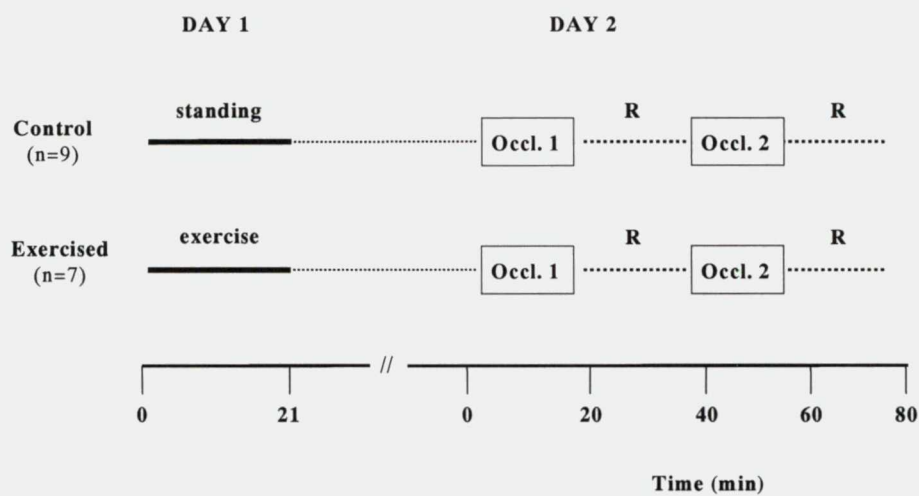 DAY 1 DAY 2
standing R R
Control
(n=9)
Occl. 1 Occl. 2
exercise R R
Exercised
(n=7)
Occl. 1 Occl. 2
//
0 21 0 20 40 60 80
Time (min)